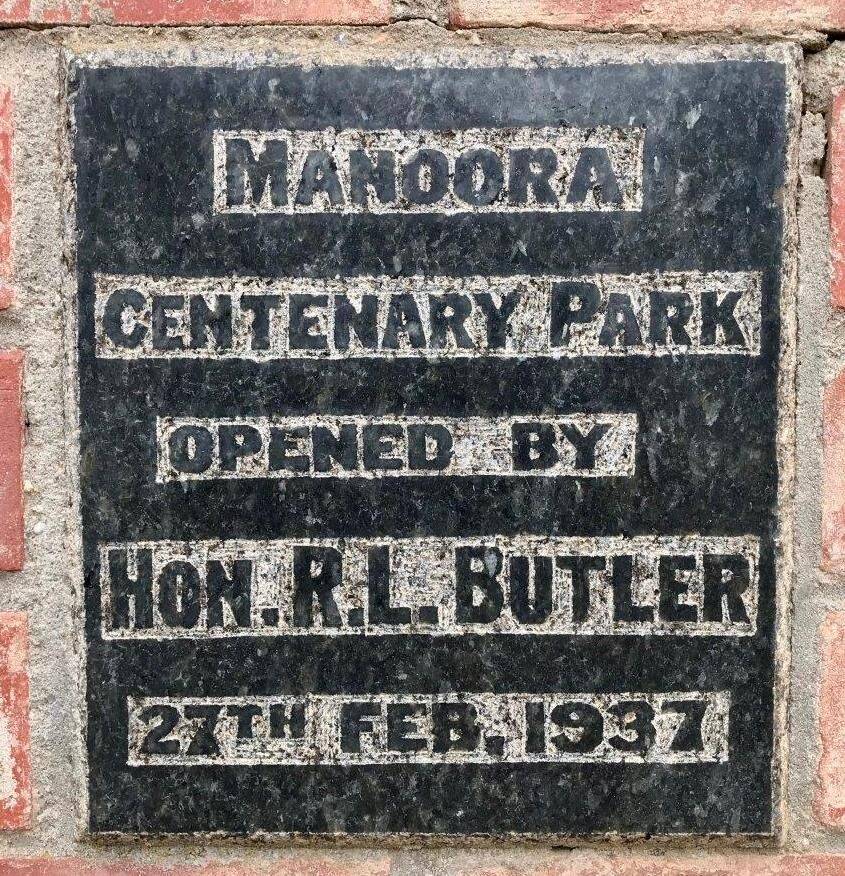 MANOORA
CENTENARY PARK
OPENED BY
HON. R.L. BUTLER
27TH FEB. 1937